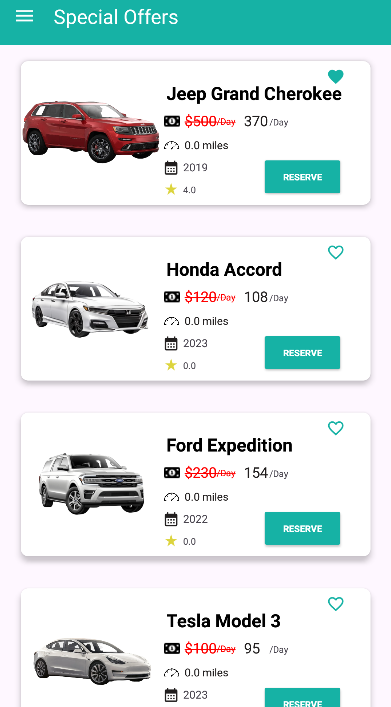 Special Offers
Jeep Grand Cherokee
$500/Day 370 /Day
0.0 miles
2019
RESERVE
4.0
Honda Accord
$120/Day 108 /Day
0.0 miles
2023
RESERVE
0.0
Ford Expedition
$230/Day 154 /Day
0.0 miles
2022
RESERVE
0.0
Tesla Model 3
$100/Day 95 /Day
0.0 miles
2023
RESERVE